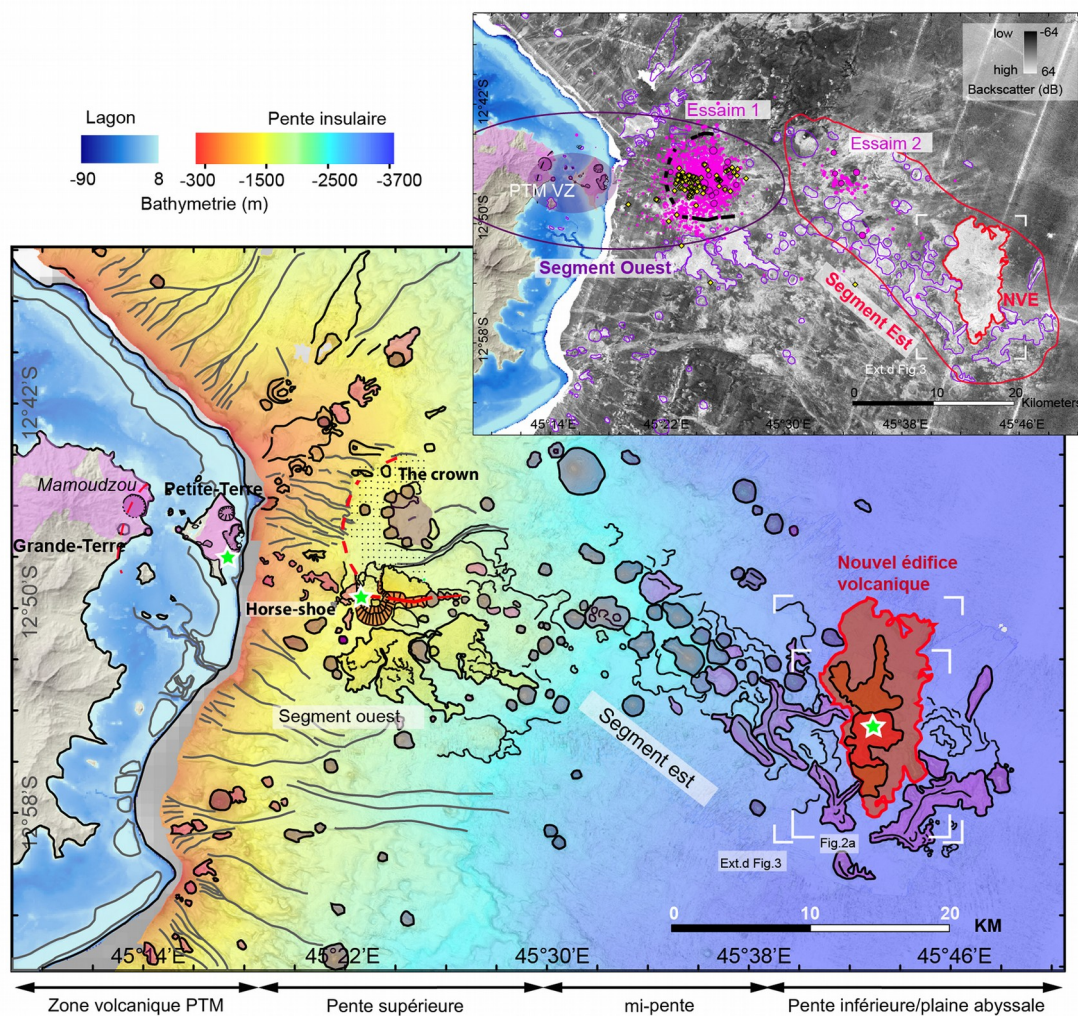 low -64
high 64
Backscatter (dB)
Essaim 1
Essaim 2
PTM VZ
Segment Ouest
Segment Est
NVE
Ext.d Fig.3
0 10 20
Kilometers
12°42'S
12°50'S
12°58'S
45°14'E 45°22'E 45°30'E 45°38'E 45°46'E
Lagon
Pente insulaire
-90 8 -300 -1500 -2500 -3700
Bathymetrie (m)
12°42'S
12°50'S
12°58'S
Mamoudzou
Petite-Terre
Grande-Terre
The crown
Horse-shoe
Nouvel édifice
volcanique
Segment ouest
Segment est
Fig.2a
Ext.d Fig.3
0 10 20
KM
45°14'E 45°22'E 45°30'E 45°38'E 45°46'E
Zone volcanique PTM Pente supérieure mi-pente Pente inférieure/plaine abyssale